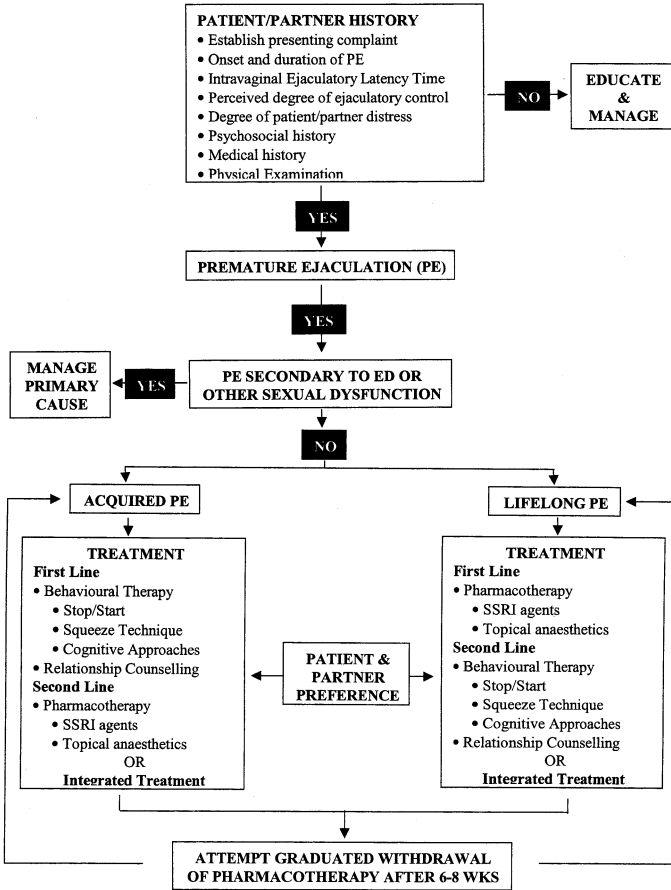 PATIENT/PARTNER HISTORY
• Establish presenting complaint
• Onset and duration of PE
• Intravaginal Ejaculatory Latency Time
• Perceived degree of ejaculatory control
• Degree of patient/partner distress
• Psychosocial history
• Medical history
• Physical Examination
NO
EDUCATE
&
MANAGE
YES
PREMATURE EJACULATION (PE)
YES
MANAGE
PRIMARY
CAUSE
YES
PE SECONDARY TO ED OR
OTHER SEXUAL DYSFUNCTION
NO
ACQUIRED PE
TREATMENT
First Line
• Behavioural Therapy
• Stop/Start
• Squeeze Technique
• Cognitive Approaches
• Relationship Counselling
Second Line
• Pharmacotherapy
• SSRI agents
• Topical anaesthetics
OR
Integrated Treatment
PATIENT &
PARTNER
PREFERENCE
LIFELONG PE
TREATMENT
First Line
• Pharmacotherapy
• SSRI agents
• Topical anaesthetics
Second Line
• Behavioural Therapy
• Stop/Start
• Squeeze Technique
• Cognitive Approaches
• Relationship Counselling
OR
Integrated Treatment
ATTEMPT GRADUATED WITHDRAWAL
OF PHARMACOTHERAPY AFTER 6-8 WKS